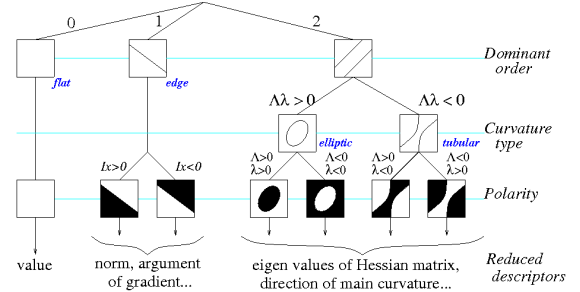 0 1 2
Dominant order
flat edge
Λλ > 0 Λλ < 0
Curvature type
elliptic tubular
Ix>0 Ix<0 Λ>0 Λ<0 Λ>0 Λ<0
λ>0 λ<0 λ<0 λ>0
Polarity
value
norm, argument
of gradient...
eigen values of Hessian matrix,
direction of main curvature...
Reduced
descriptors